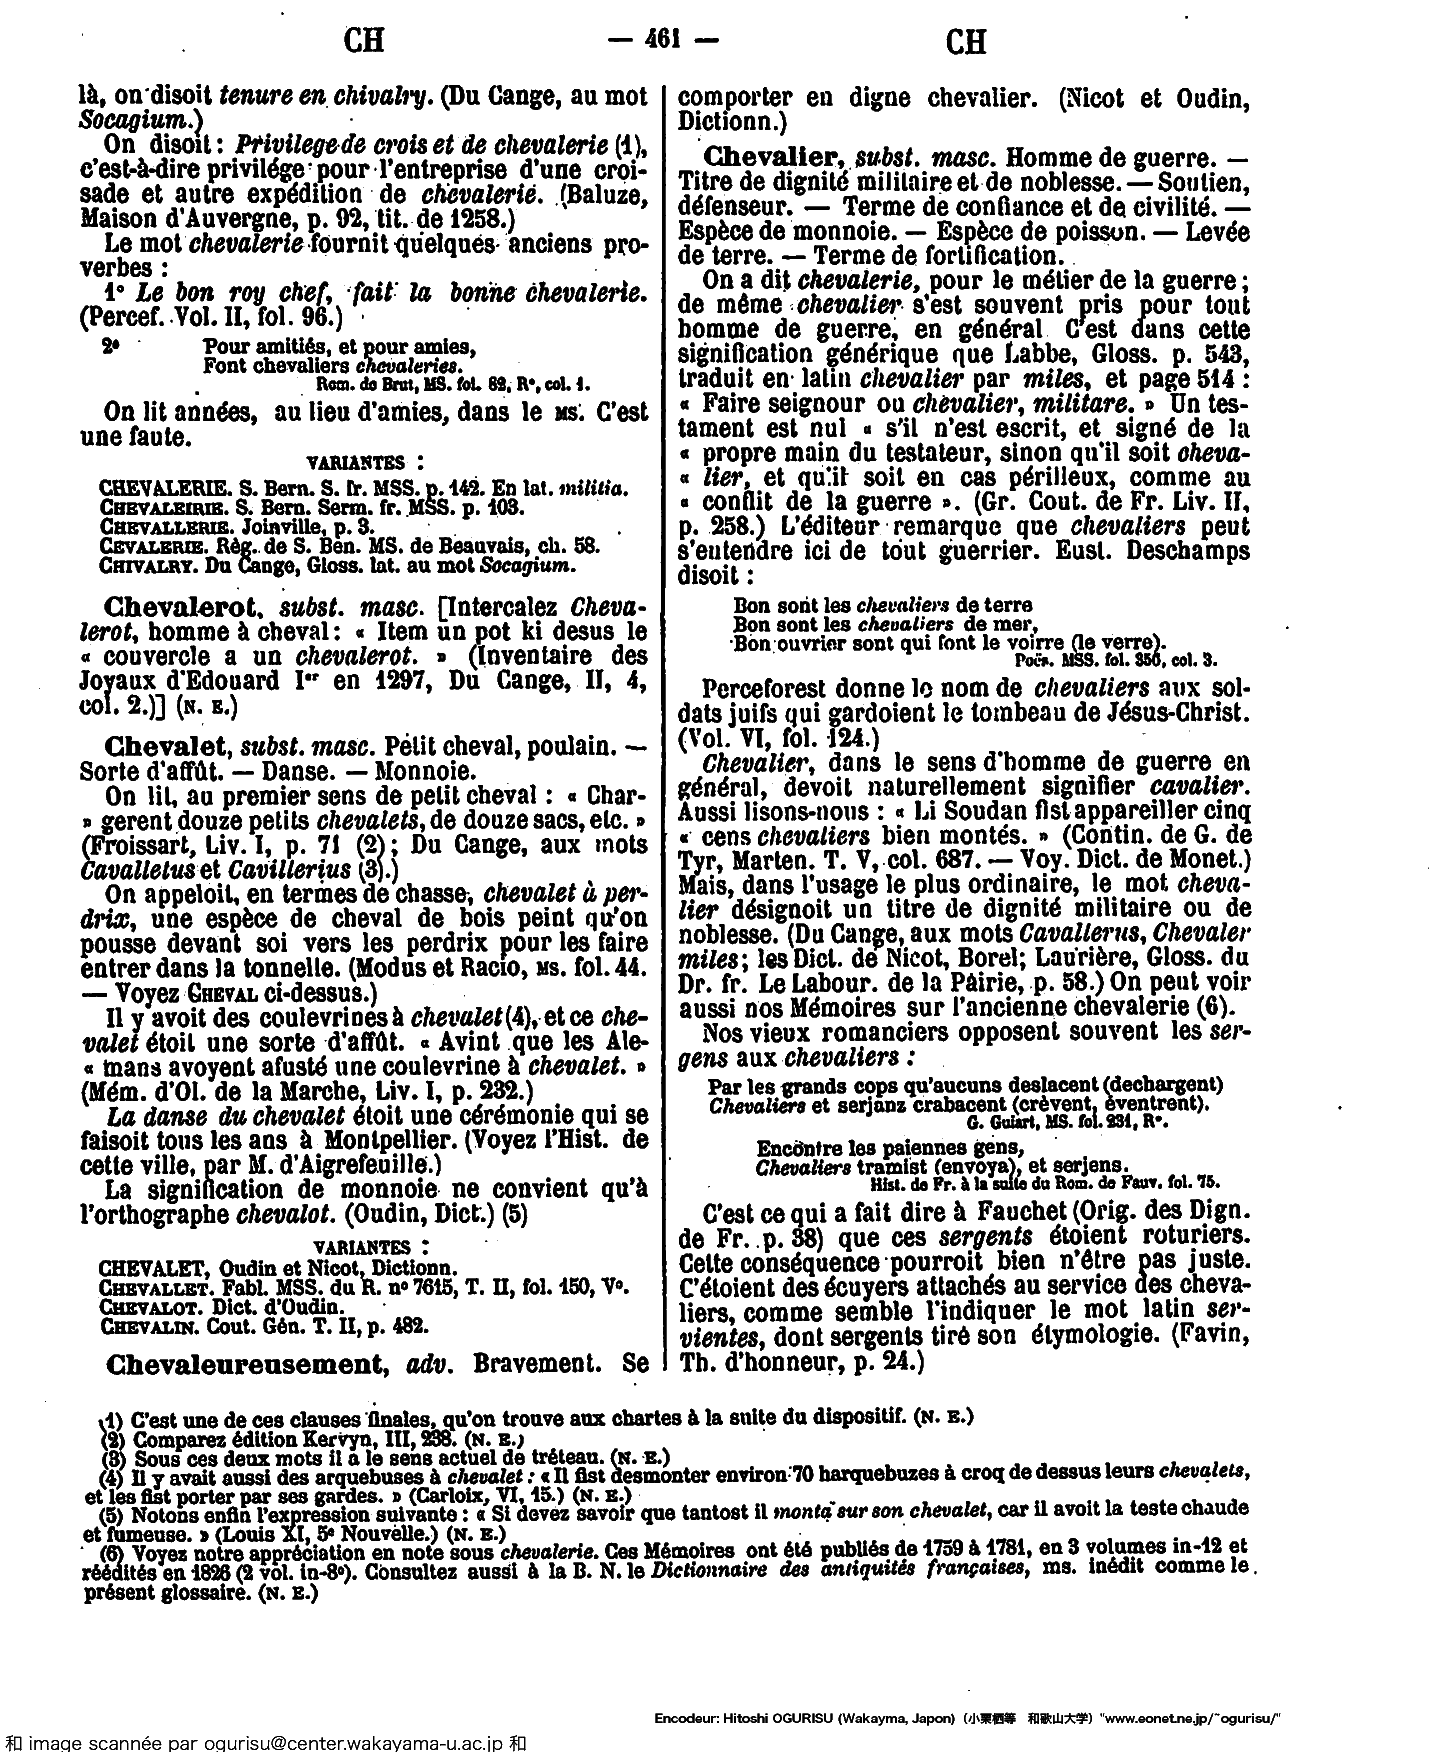 CH — 461 — CH
là, on disoit tenure en chivalry. (Du Cange, au mot
Socagium.)
On disoit : Privilege de crois et de chevalerie (1),
c'est-à-dire privilége pour l'entreprise d'une croi-
sade et autre expédition de chevalerie. (Baluze,
Maison d'Auvergne, p. 92, tit. de 1258.)
Le mot chevalerie fournit quelques anciens pro-
verbes :
1° Le bon roy chef, fait la bonne chevalerie.
(Percef. Vol. II, fol. 96.)
2° Pour amitiés, et pour amies,
Font chevaliers chevaleries.
Rom. de Brut, MS. fol. 82, R°, col. 1.
On lit années, au lieu d'amies, dans le MS. C'est
une faute.
VARIANTES :
CHEVALERIE. S. Bern. S. fr. MSS. p. 142. En lat. militia.
CHEVALEIRIE. S. Bern. Serm. fr. MSS. p. 103.
CHEVALLERIE. Joinville, p. 3.
CEVALERIE. Règ. de S. Ben. MS. de Beauvais, ch. 58.
CHIVALRY. Du Cange, Gloss. lat. au mot Socagium.
Chevalerot, subst. masc. [Intercalez Cheva-
lerot, homme à cheval : « Item un pot ki desus le
« couvercle a un chevalerot. » (Inventaire des
Joyaux d'Edouard Ier en 1297, Du Cange, II, 4,
col. 2.)] (N. E.)
Chevalet, subst. masc. Petit cheval, poulain. —
Sorte d'affût. — Danse. — Monnoie.
On lit, au premier sens de petit cheval : « Char-
» gerent douze petits chevalets, de douze sacs, etc. »
(Froissart, Liv. I, p. 71 (2) ; Du Cange, aux mots
Cavalletus et Cavillerius (3).)
On appeloit, en termes de chasse, chevalet à per-
drix, une espèce de cheval de bois peint qu'on
pousse devant soi vers les perdrix pour les faire
entrer dans la tonnelle. (Modus et Racio, MS. fol. 44.
— Voyez CHEVAL ci-dessus.)
Il y avoit des coulevrines à chevalet (4), et ce che-
valet étoit une sorte d'affût. « Avint que les Ale-
« mans avoyent afusté une coulevrine à chevalet. »
(Mém. d'Ol. de la Marche, Liv. I, p. 232.)
La danse du chevalet étoit une cérémonie qui se
faisoit tous les ans à Montpellier. (Voyez l'Hist. de
cette ville, par M. d'Aigrefeuille.)
La signification de monnoie ne convient qu'à
l'orthographe chevalot. (Oudin, Dict.) (5)
VARIANTES :
CHEVALET, Oudin et Nicot, Dictionn.
CHEVALLET. Fabl. MSS. du R. n° 7615, T. II, fol. 150, V°.
CHEVALOT. Dict. d'Oudin.
CHEVALIN. Cout. Gén. T. II, p. 482.
Chevaleureusement, adv. Bravement. Se
comporter en digne chevalier. (Nicot et Oudin,
Dictionn.)
Chevalier, subst. masc. Homme de guerre. —
Titre de dignité militaire et de noblesse. — Soutien,
défenseur. — Terme de confiance et de civilité. —
Espèce de monnoie. — Espèce de poisson. — Levée
de terre. — Terme de fortification.
On a dit chevalerie, pour le métier de la guerre ;
de même chevalier s'est souvent pris pour tout
homme de guerre, en général C'est dans cette
signification générique que Labbe, Gloss. p. 543,
traduit en latin chevalier par miles, et page 514 :
« Faire seignour ou chevalier, militare. » Un tes-
tament est nul « s'il n'est escrit, et signé de la
« propre main du testateur, sinon qu'il soit cheva-
« lier, et qu'il soit en cas périlleux, comme au
« conflit de la guerre ». (Gr. Cout. de Fr. Liv. II,
p. 258.) L'éditeur remarque que chevaliers peut
s'entendre ici de tout guerrier. Eust. Deschamps
disoit :
Bon sont les chevaliers de terre
Bon sont les chevaliers de mer,
Bon ouvrier sont qui font le voirre (le verre).
Poës. MSS. fol. 356, col. 3.
Perceforest donne le nom de chevaliers aux sol-
dats juifs qui gardoient le tombeau de Jésus-Christ.
(Vol. VI, fol. 124.)
Chevalier, dans le sens d'homme de guerre en
général, devoit naturellement signifier cavalier.
Aussi lisons-nous : « Li Soudan fist appareiller cinq
« cens chevaliers bien montés. » (Contin. de G. de
Tyr, Marten. T. V, col. 687. — Voy. Dict. de Monet.)
Mais, dans l'usage le plus ordinaire, le mot cheva-
lier désignoit un titre de dignité militaire ou de
noblesse. (Du Cange, aux mots Cavallerus, Chevaler
miles ; les Dict. de Nicot, Borel; Laurière, Gloss. du
Dr. fr. Le Labour. de la Pairie, p. 58.) On peut voir
aussi nos Mémoires sur l'ancienne chevalerie (6).
Nos vieux romanciers opposent souvent les ser-
gens aux chevaliers :
Par les grands cops qu'aucuns deslacent (dechargent)
Chevaliers et serjanz crabacent (crèvent, éventrent).
G. Guiart, MS. fol. 231, R°.
Encontre les paiennes gens,
Chevaliers tramist (envoya), et serjens.
Hist. de Fr. à la suite du Rom. de Fauv. fol. 75.
C'est ce qui a fait dire à Fauchet (Orig. des Dign.
de Fr. p. 38) que ces sergents étoient roturiers.
Cette conséquence pourroit bien n'être pas juste.
C'étoient des écuyers attachés au service des cheva-
liers, comme semble l'indiquer le mot latin ser-
vientes, dont sergents tire son étymologie. (Favin,
Th. d'honneur, p. 24.)
(1) C'est une de ces clauses finales, qu'on trouve aux chartes à la suite du dispositif. (N. E.)
(2) Comparez édition Kervyn, III, 238. (N. E.)
(3) Sous ces deux mots il a le sens actuel de tréteau. (N. E.)
(4) Il y avait aussi des arquebuses à chevalet : « Il fist desmonter environ 70 harquebuzes à croq de dessus leurs chevalets,
et les fist porter par ses gardes. » (Carloix, VI, 15.) (N. E.)
(5) Notons enfin l'expression suivante : « Si devez savoir que tantost il monta sur son chevalet, car il avoit la teste chaude
et fumeuse. » (Louis XI, 5e Nouvelle.) (N. E.)
(6) Voyez notre appréciation en note sous chevalerie. Ces Mémoires ont été publiés de 1759 à 1781, en 3 volumes in-12 et
réédités en 1826 (2 vol. in-8°). Consultez aussi à la B. N. le Dictionnaire des antiquités françaises, ms. inédit comme le
présent glossaire. (N. E.)
Encodeur: Hitoshi OGURISU (Wakayma, Japon) (小栗栖等 和歌山大学) "www.eonet.ne.jp/~ogurisu/"
和 image scannée par ogurisu@center.wakayama-u.ac.jp 和